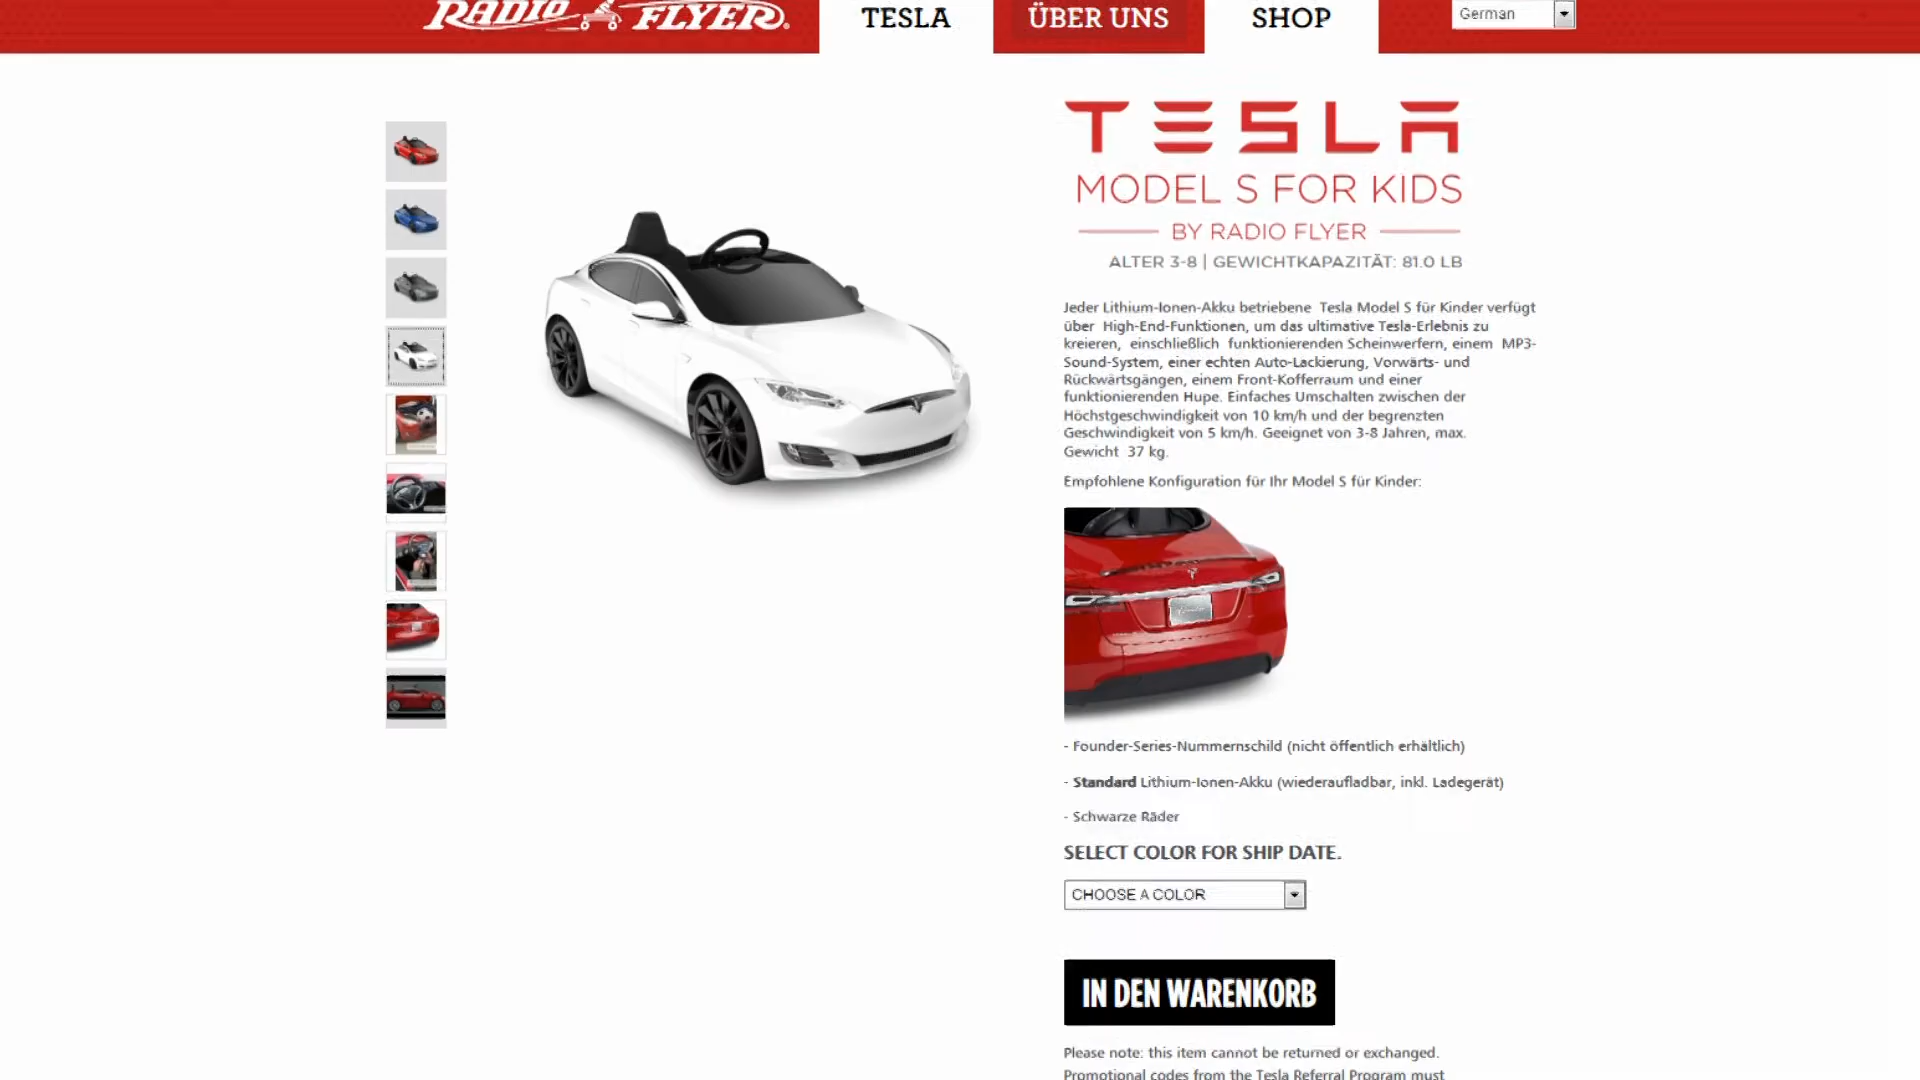 RADIO FLYER®
TESLA
ÜBER UNS
SHOP
German
TESLA
MODEL S FOR KIDS
BY RADIO FLYER
ALTER 3-8 | GEWICHTKAPAZITÄT: 81.0 LB
Jeder Lithium-Ionen-Akku betriebene Tesla Model S für Kinder verfügt
über High-End-Funktionen, um das ultimative Tesla-Erlebnis zu
kreieren, einschließlich funktionierenden Scheinwerfern, einem MP3-
Sound-System, einer echten Auto-Lackierung, Vorwärts- und
Rückwärtsgängen, einem Front-Kofferraum und einer
funktionierenden Hupe. Einfaches Umschalten zwischen der
Höchstgeschwindigkeit von 10 km/h und der begrenzten
Geschwindigkeit von 5 km/h. Geeignet von 3-8 Jahren, max.
Gewicht 37 kg.
Empfohlene Konfiguration für Ihr Model S für Kinder:
- Founder-Series-Nummernschild (nicht öffentlich erhältlich)
- Standard Lithium-Ionen-Akku (wiederaufladbar, inkl. Ladegerät)
- Schwarze Räder
SELECT COLOR FOR SHIP DATE.
CHOOSE A COLOR
IN DEN WARENKORB
Please note: this item cannot be returned or exchanged.
Promotional codes from the Tesla Referral Program must